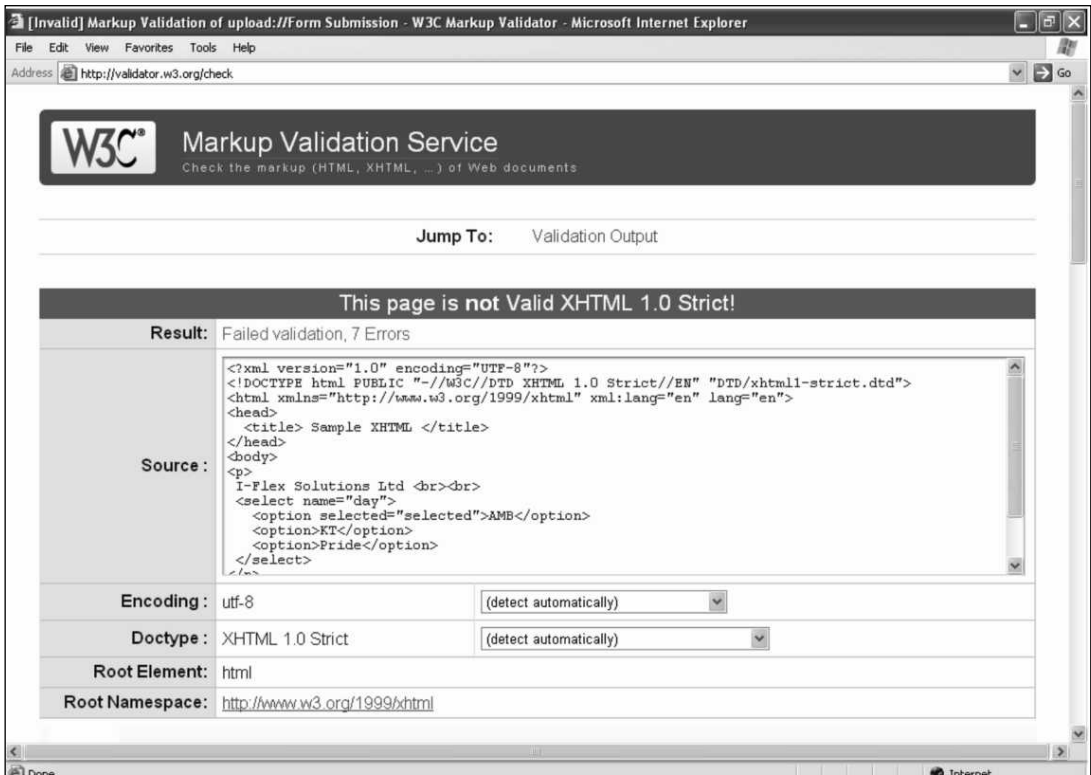 [Invalid] Markup Validation of upload://Form Submission - W3C Markup Validator - Microsoft Internet Explorer
File Edit View Favorites Tools Help
Address http://validator.w3.org/check Go
W3C®
Markup Validation Service
Check the markup (HTML, XHTML, …) of Web documents
Jump To: Validation Output
This page is not Valid XHTML 1.0 Strict!
Result: Failed validation, 7 Errors
Source :
<?xml version="1.0" encoding="UTF-8"?>
<!DOCTYPE html PUBLIC "-//W3C//DTD XHTML 1.0 Strict//EN" "DTD/xhtml1-strict.dtd">
<html xmlns="http://www.w3.org/1999/xhtml" xml:lang="en" lang="en">
<head>
<title> Sample XHTML </title>
</head>
<body>
<p>
I-Flex Solutions Ltd <br><br>
<select name="day">
<option selected="selected">AMB</option>
<option>KT</option>
<option>Pride</option>
</select>
</p>
Encoding : utf-8 (detect automatically)
Doctype : XHTML 1.0 Strict (detect automatically)
Root Element: html
Root Namespace: http://www.w3.org/1999/xhtml
Done Internet